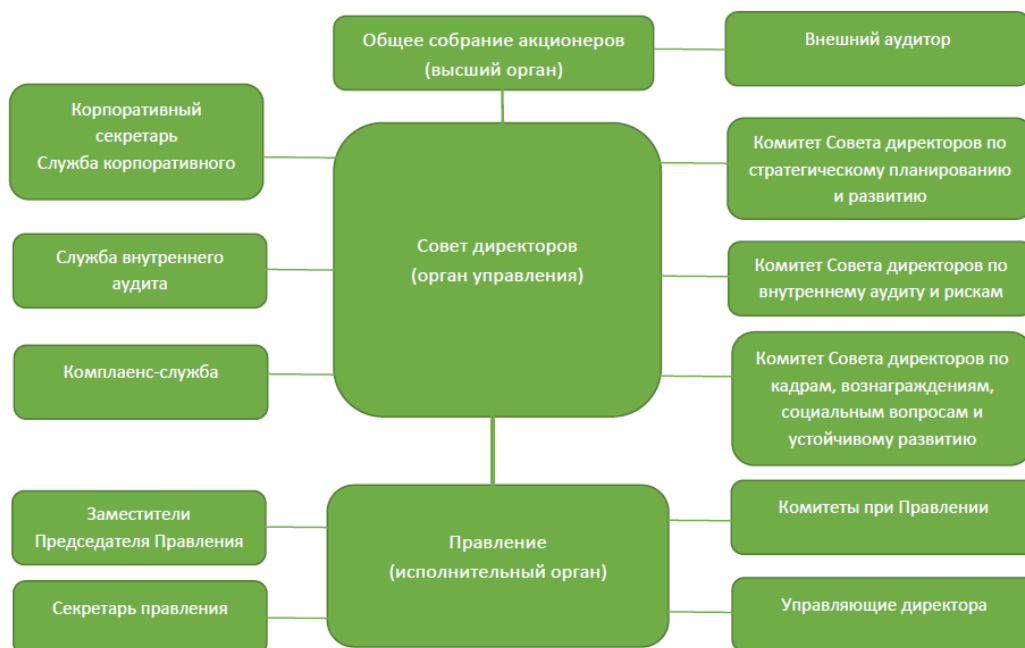 Общее собрание акционеров
(высший орган)
Внешний аудитор
Корпоративный
секретарь
Служба корпоративного
Совет директоров
(орган управления)
Комитет Совета директоров по
стратегическому планированию
и развитию
Служба внутреннего
аудита
Комитет Совета директоров по
внутреннему аудиту и рискам
Комплаенс-служба
Комитет Совета директоров по
кадрам, вознаграждениям,
социальным вопросам и
устойчивому развитию
Заместители
Председателя Правления
Правление
(исполнительный орган)
Комитеты при Правлении
Секретарь правления
Управляющие директора